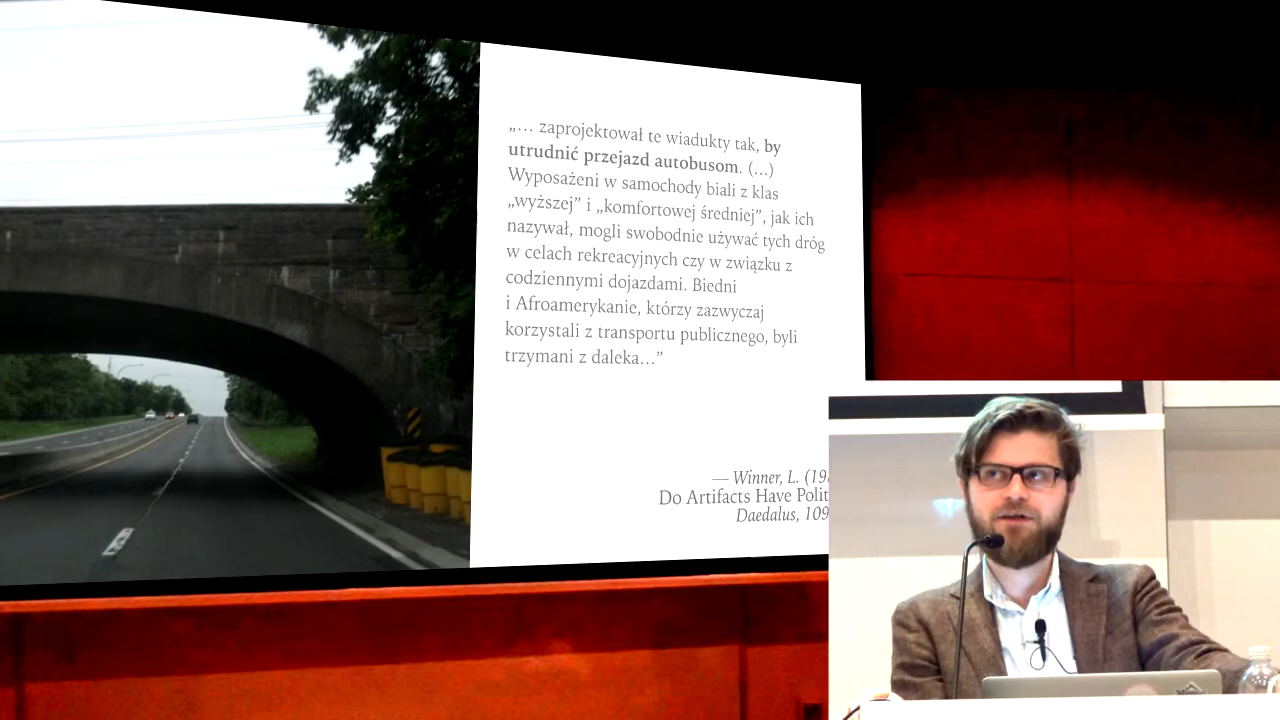 „… zaprojektował te wiadukty tak, by
utrudnić przejazd autobusom. (…)
Wyposażeni w samochody biali z klas
„wyższej” i „komfortowej średniej”, jak ich
nazywał, mogli swobodnie używać tych dróg
w celach rekreacyjnych czy w związku z
codziennymi dojazdami. Biedni
i Afroamerykanie, którzy zazwyczaj
korzystali z transportu publicznego, byli
trzymani z daleka…”
— Winner, L. (19
Do Artifacts Have Polit
Daedalus, 109